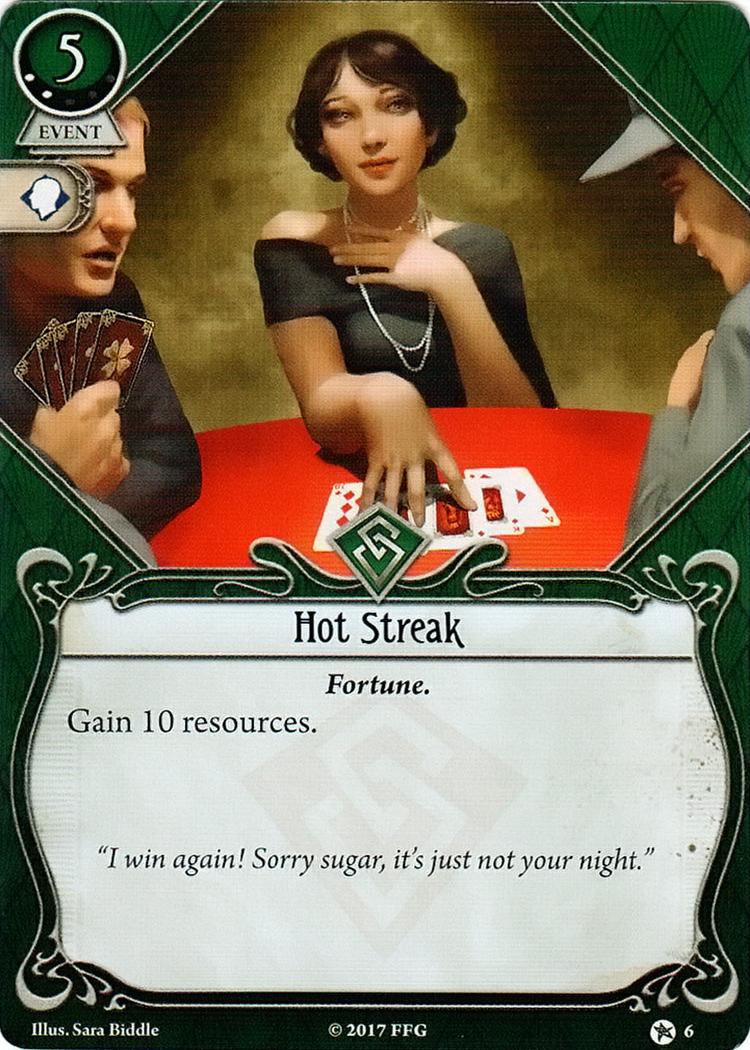 5
EVENT
Hot Streak
Fortune.
Gain 10 resources.
“I win again! Sorry sugar, it’s just not your night.”
Illus. Sara Biddle
© 2017 FFG
6